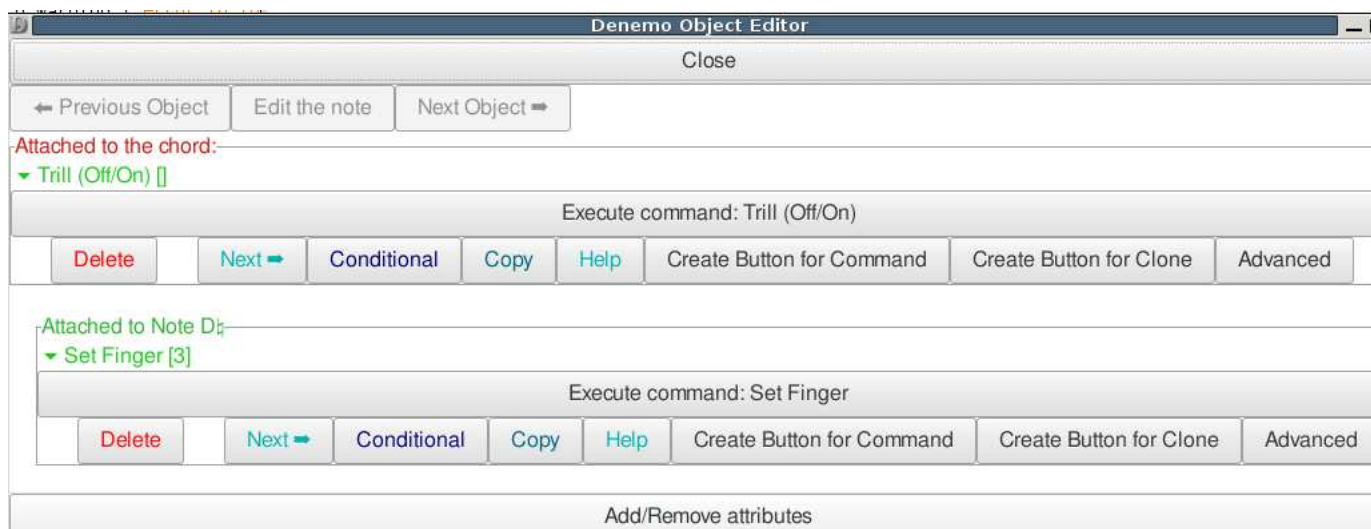 Denemo Object Editor
Close
Previous Object Edit the note Next Object
Attached to the chord:
Trill (Off/On) []
Execute command: Trill (Off/On)
Delete Next Conditional Copy Help Create Button for Command Create Button for Clone Advanced
Attached to Note D♮
Set Finger [3]
Execute command: Set Finger
Delete Next Conditional Copy Help Create Button for Command Create Button for Clone Advanced
Add/Remove attributes